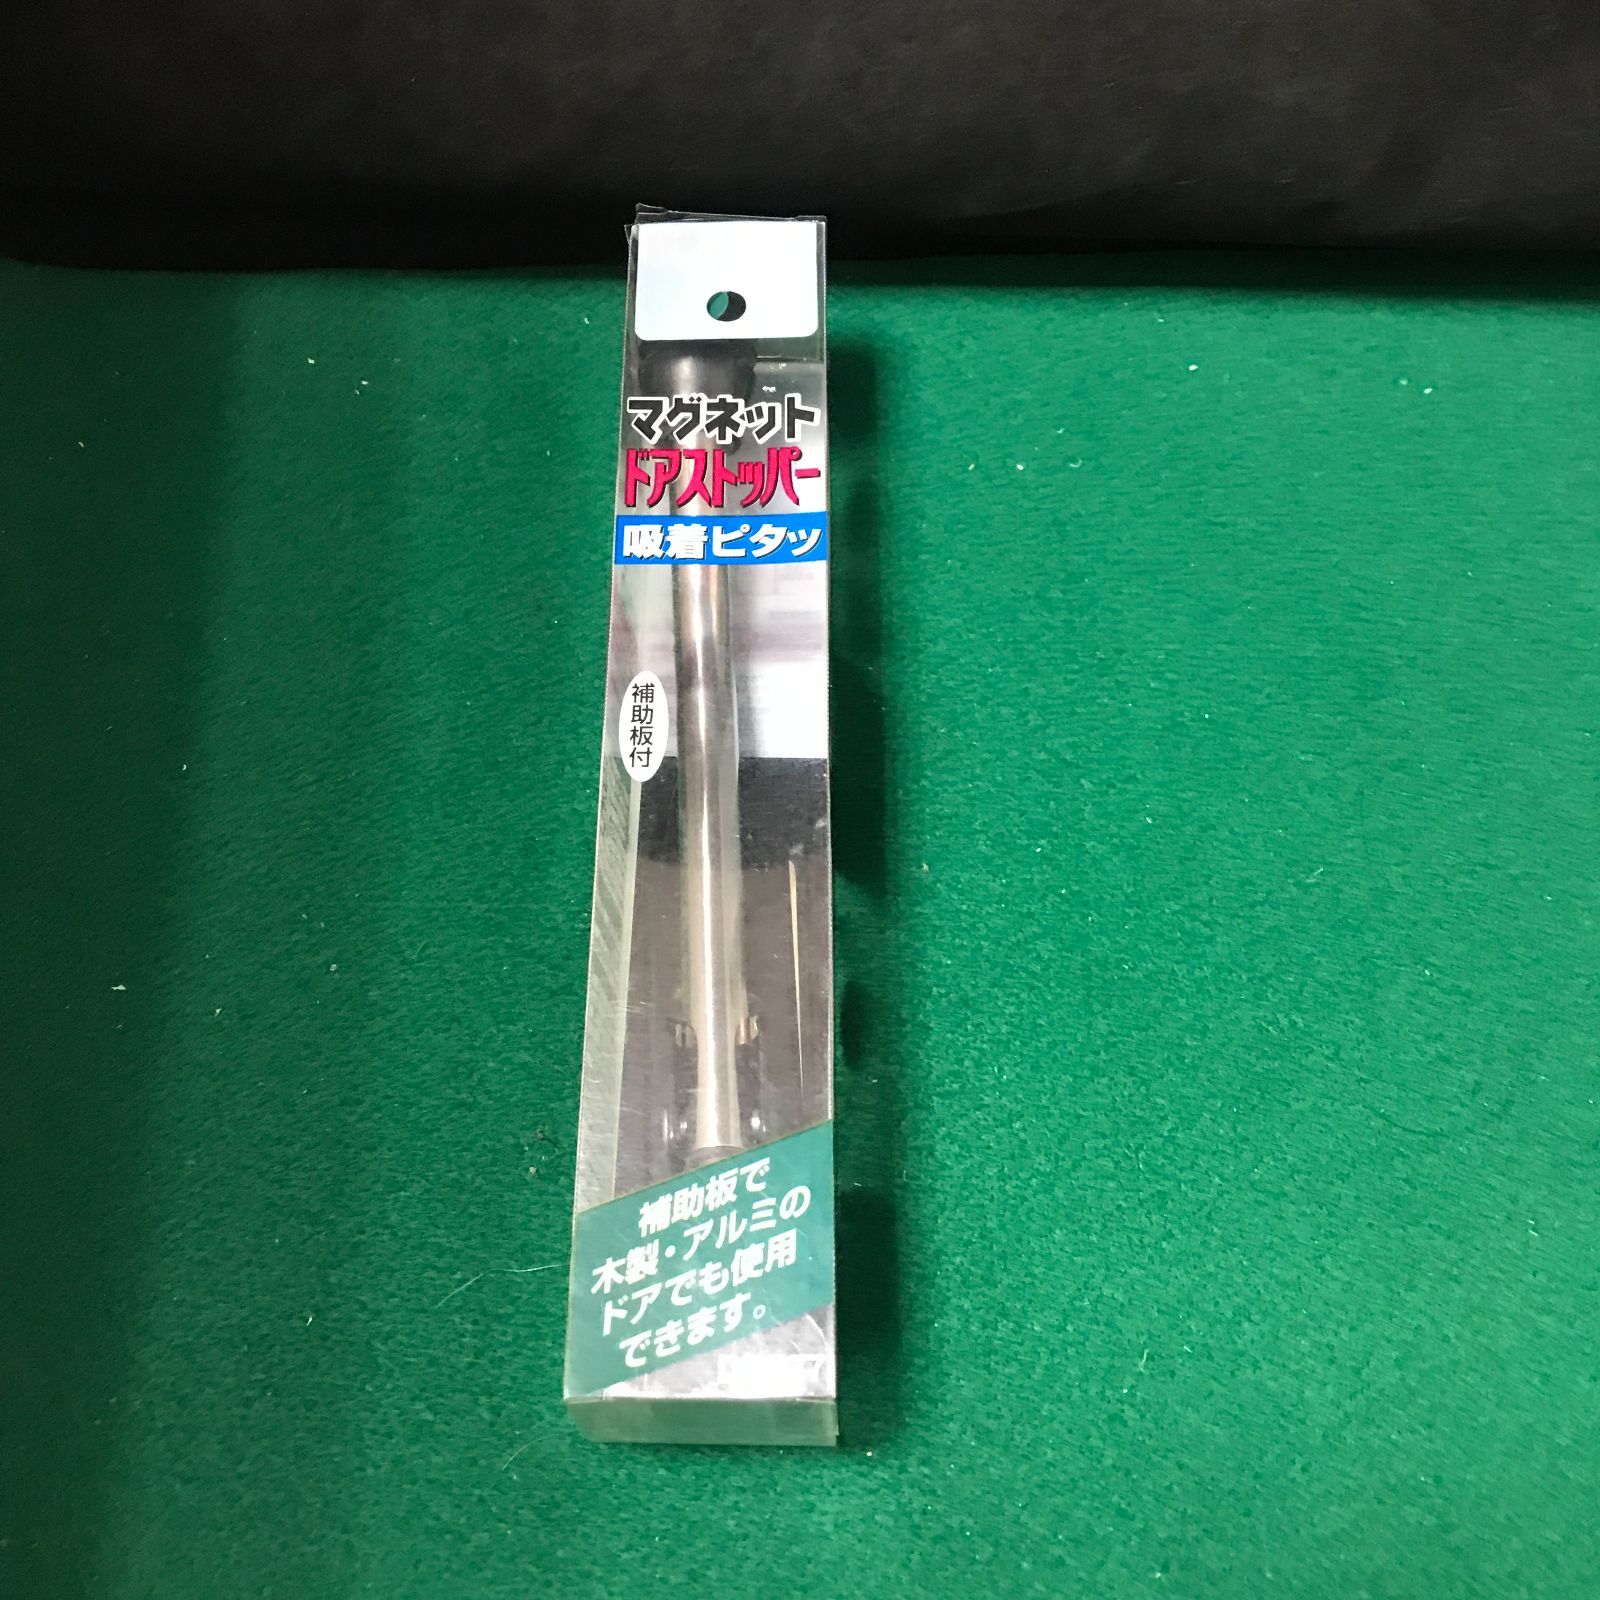 マグネット
ドアストッパー
吸着ピタッ
補助板付
補助板で
木製・アルミの
ドアでも使用
できます。